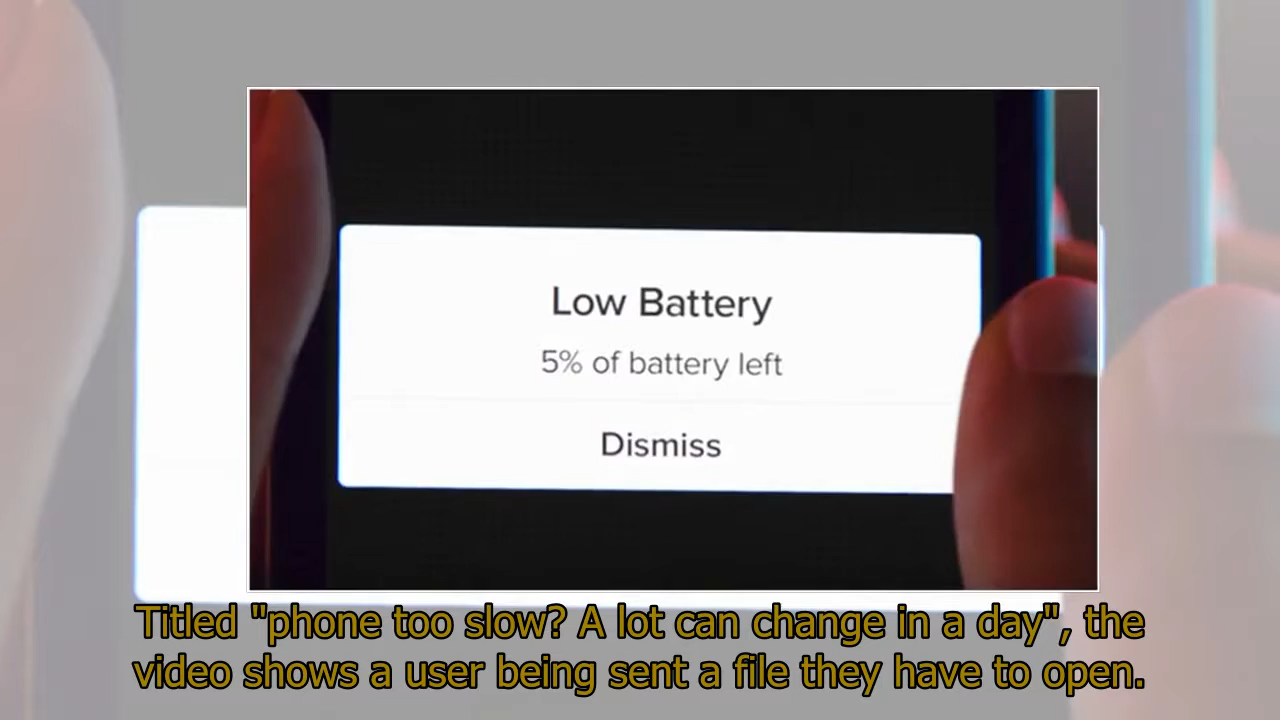 Low Battery
5% of battery left
Dismiss
Titled "phone too slow? A lot can change in a day", the
video shows a user being sent a file they have to open.